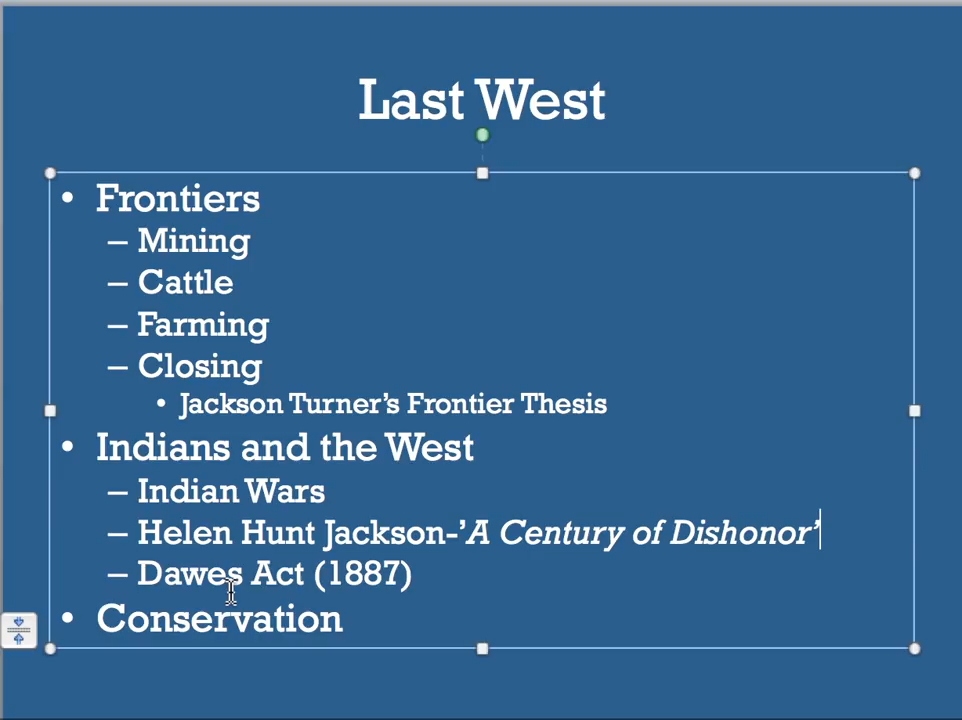 Last West
• Frontiers
– Mining
– Cattle
– Farming
– Closing
• Jackson Turner’s Frontier Thesis
• Indians and the West
– Indian Wars
– Helen Hunt Jackson-’A Century of Dishonor’
– Dawes Act (1887)
• Conservation